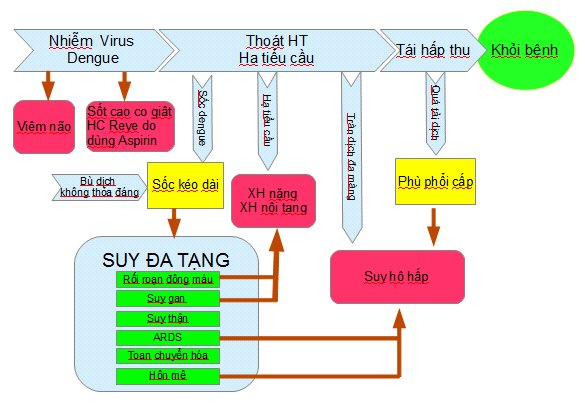 Nhiễm Virus
Dengue
Thoát HT
Hạ tiểu cầu
Tái hấp thu
Khỏi bệnh
Viêm não
Sốt cao co giật
HC Reye do
dùng Aspirin
Sốc dengue
Hạ tiểu cầu
Tràn dịch đa màng
Quá tải dịch
Bù dịch
không thỏa đáng
Sốc kéo dài
XH nặng
XH nội tạng
Phù phổi cấp
SUY ĐA TẠNG
Rối loạn đông máu
Suy gan
Suy thận
ARDS
Toan chuyển hóa
Hôn mê
Suy hô hấp